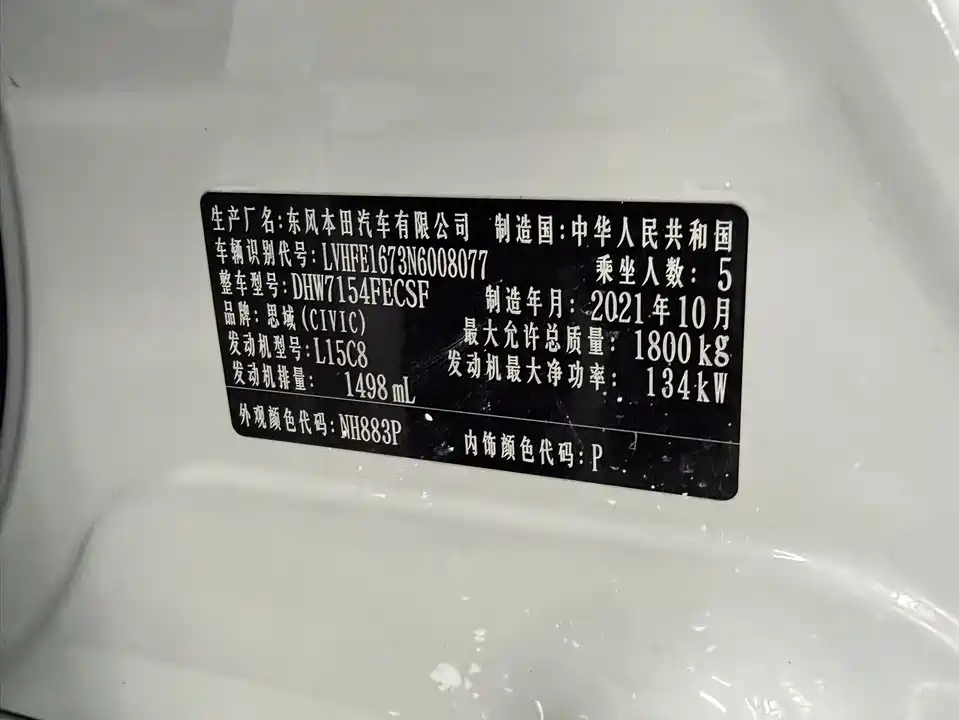 生产厂名:东风本田汽车有限公司 制造国:中华人民共和国
车辆识别代号:LVHFE1673N6008077 乘坐人数:5
整车型号:DHW7154FECSF 制造年月:2021年10月
品牌:思域(CIVIC) 最大允许总质量:1800kg
发动机型号:L15C8 发动机最大净功率:134kW
发动机排量:1498mL
外观颜色代码:NH883P 内饰颜色代码:P